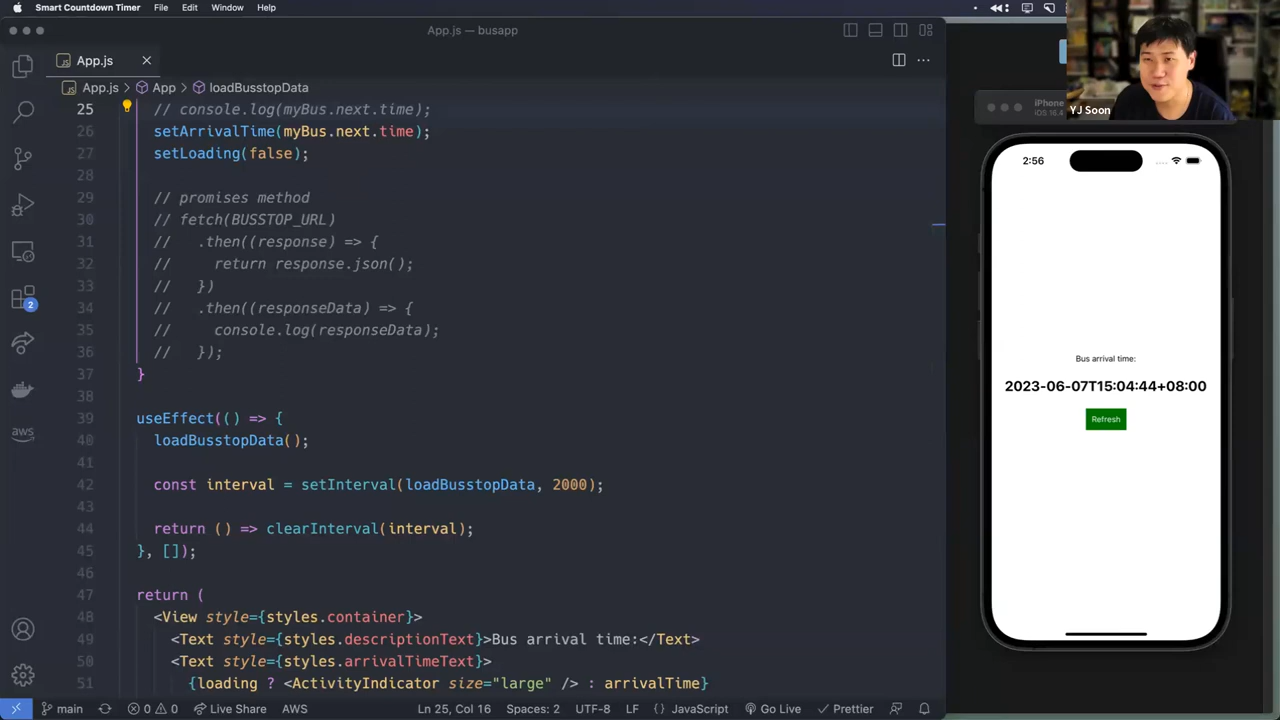 Smart Countdown Timer File Edit Window Help
App.js — busapp
App.js
App.js > App > loadBusstopData
25 // console.log(myBus.next.time);
26 setArrivalTime(myBus.next.time);
27 setLoading(false);
28
29 // promises method
30 // fetch(BUSSTOP_URL)
31 //   .then((response) => {
32 //     return response.json();
33 //   })
34 //   .then((responseData) => {
35 //     console.log(responseData);
36 //   });
37 }
38
39 useEffect(() => {
40 loadBusstopData();
41
42 const interval = setInterval(loadBusstopData, 2000);
43
44 return () => clearInterval(interval);
45 }, []);
46
47 return (
48 <View style={styles.container}>
49 <Text style={styles.descriptionText}>Bus arrival time:</Text>
50 <Text style={styles.arrivalTimeText}>
51 {loading ? <ActivityIndicator size="large" /> : arrivalTime}
2
aws
main 0 0 Live Share AWS Ln 25, Col 16 Spaces: 2 UTF-8 LF JavaScript Go Live Prettier
YJ Soon
iPhone
iOS 16.4
2:56
Bus arrival time:
2023-06-07T15:04:44+08:00
Refresh